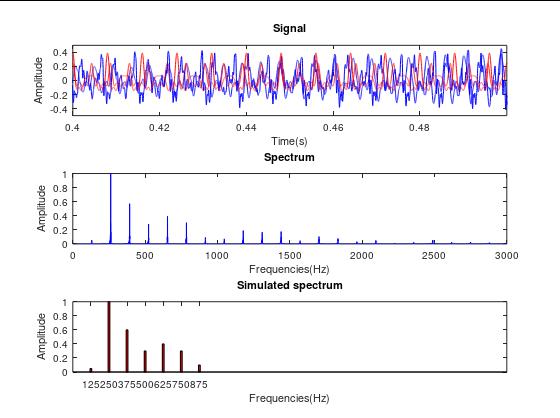 Signal
0.4
0.2
0
-0.2
-0.4
Amplitude
0.4 0.42 0.44 0.46 0.48
Time(s)
Spectrum
1
0.8
0.6
0.4
0.2
0
Amplitude
0 500 1000 1500 2000 2500 3000
Frequencies(Hz)
Simulated spectrum
1
0.8
0.6
0.4
0.2
0
Amplitude
125250375500625750875
Frequencies(Hz)